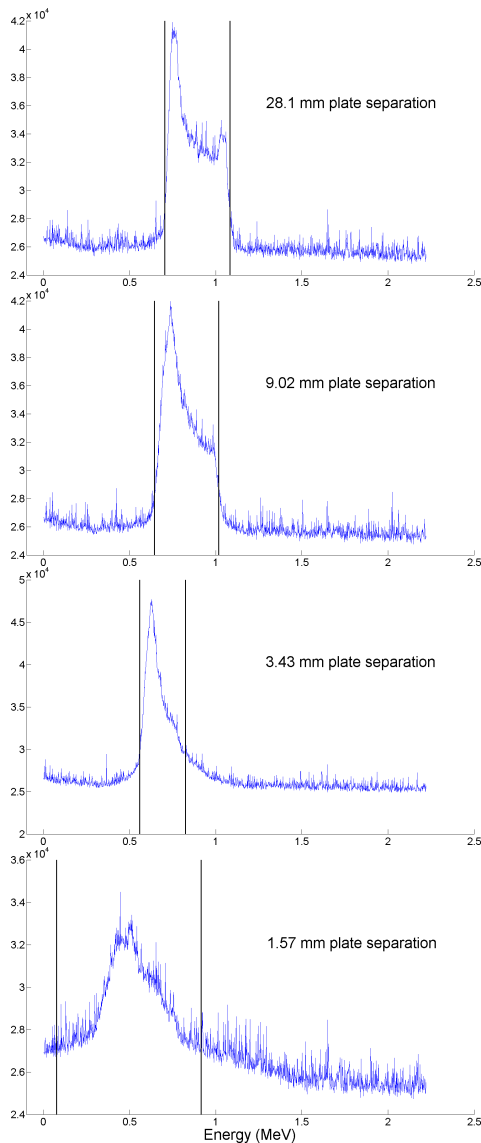 x 10^4
4.2
4
3.8
3.6
3.4
3.2
3
2.8
2.6
2.4
28.1 mm plate separation
0 0.5 1 1.5 2 2.5
x 10^4
4.2
4
3.8
3.6
3.4
3.2
3
2.8
2.6
2.4
9.02 mm plate separation
0 0.5 1 1.5 2 2.5
x 10^4
5
4.5
4
3.5
3
2.5
2
3.43 mm plate separation
0 0.5 1 1.5 2 2.5
x 10^4
3.6
3.4
3.2
3
2.8
2.6
2.4
1.57 mm plate separation
0 0.5 1 1.5 2 2.5
Energy (MeV)